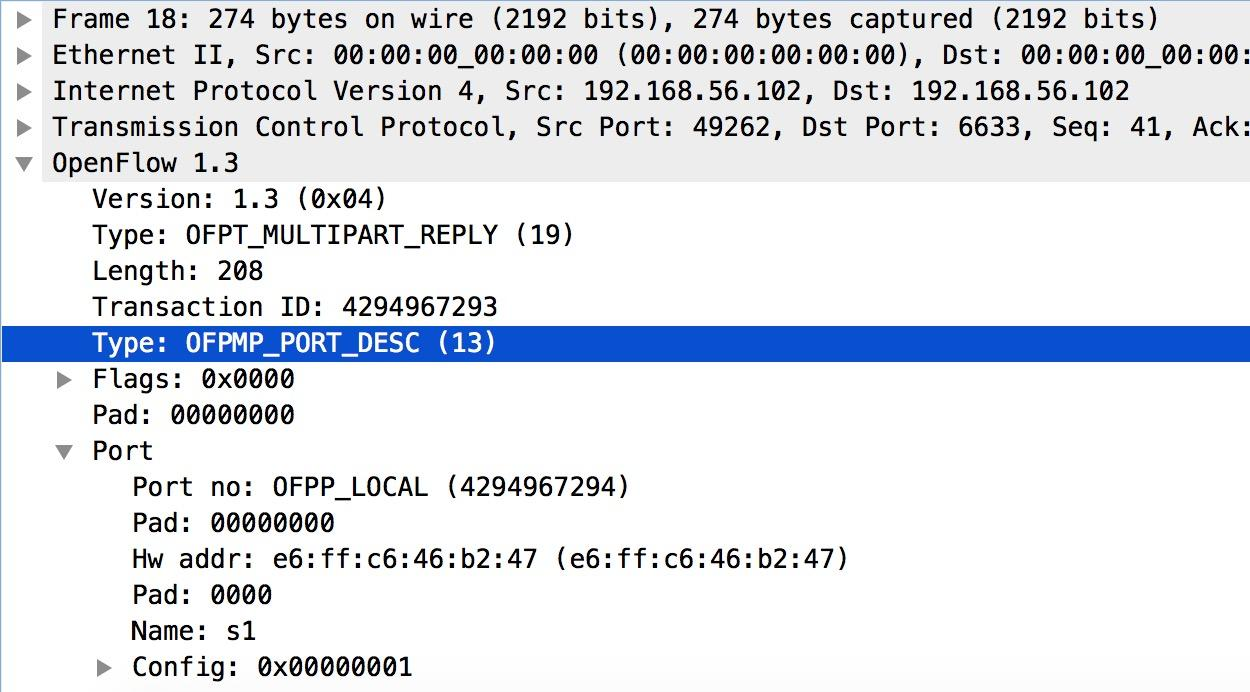 Frame 18: 274 bytes on wire (2192 bits), 274 bytes captured (2192 bits)
Ethernet II, Src: 00:00:00_00:00:00 (00:00:00:00:00:00), Dst: 00:00:00_00:00:
Internet Protocol Version 4, Src: 192.168.56.102, Dst: 192.168.56.102
Transmission Control Protocol, Src Port: 49262, Dst Port: 6633, Seq: 41, Ack:
OpenFlow 1.3
Version: 1.3 (0x04)
Type: OFPT_MULTIPART_REPLY (19)
Length: 208
Transaction ID: 4294967293
Type: OFPMP_PORT_DESC (13)
Flags: 0x0000
Pad: 00000000
Port
Port no: OFPP_LOCAL (4294967294)
Pad: 00000000
Hw addr: e6:ff:c6:46:b2:47 (e6:ff:c6:46:b2:47)
Pad: 0000
Name: s1
Config: 0x00000001